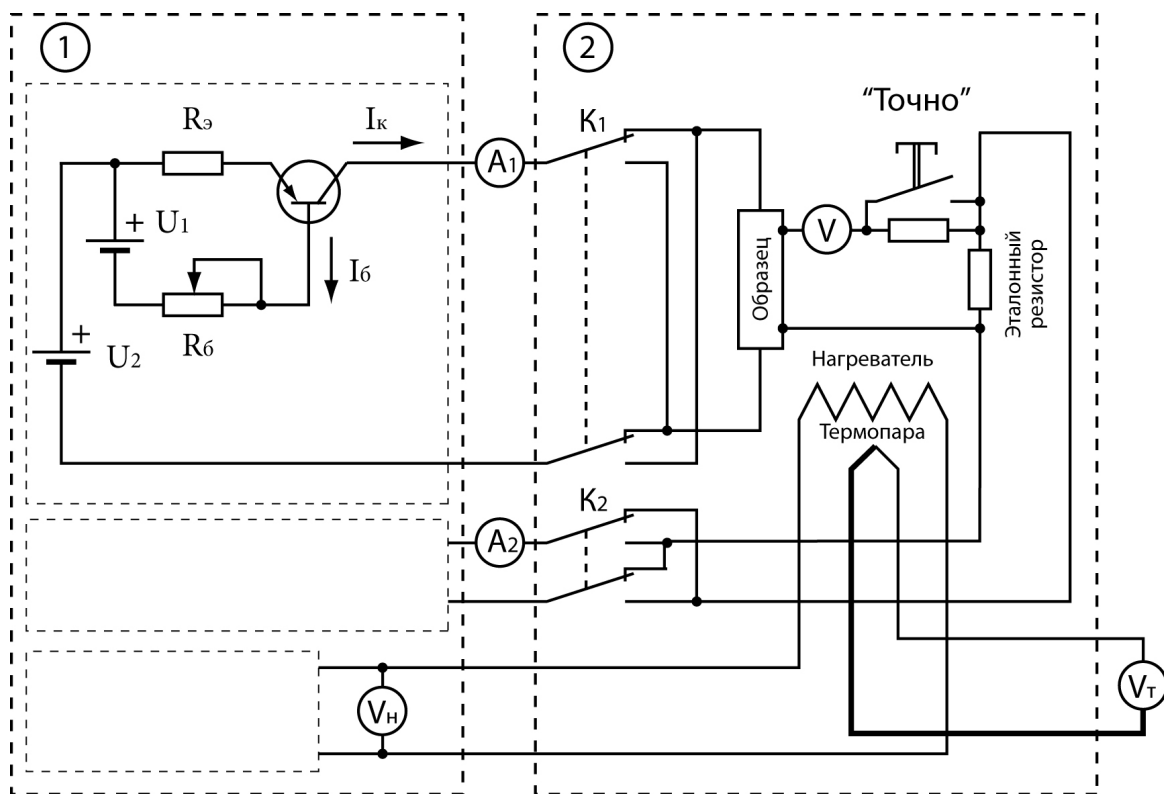 1
2
"Точно"
Rэ
Iк
A1
K1
+
U1
Iб
V
Образец
Эталонный
резистор
+
U2
Rб
Нагреватель
Термопара
K2
A2
Vн
Vт